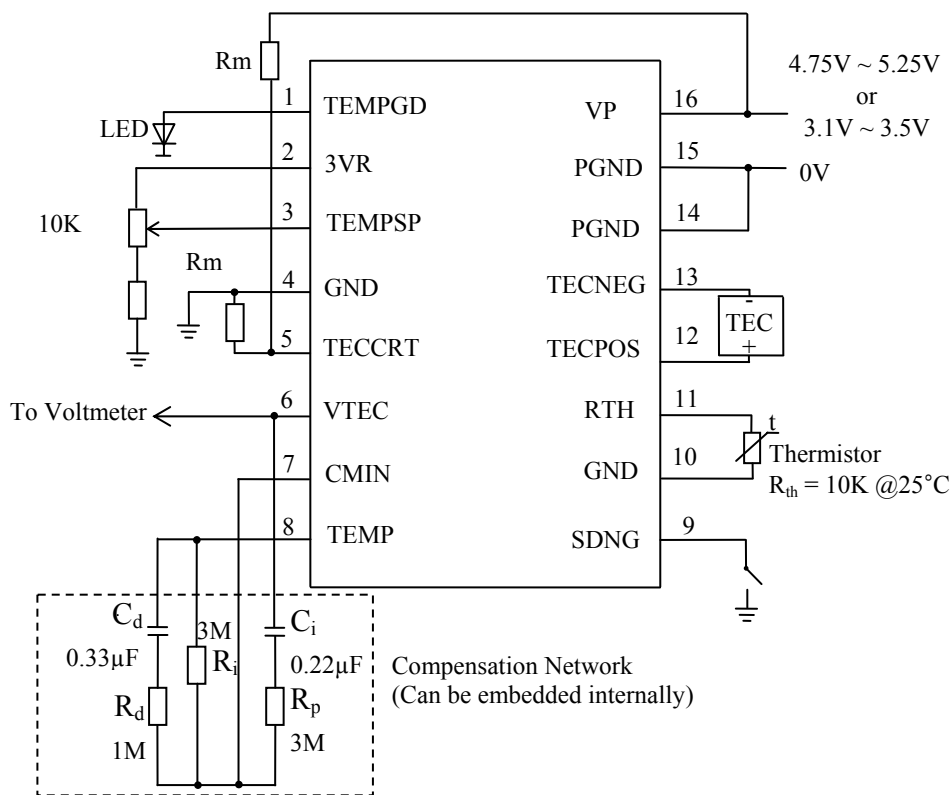 Rm
4.75V ~ 5.25V
or
3.1V ~ 3.5V
1
TEMPGD
VP
16
LED
2
3VR
PGND
15
0V
10K
3
TEMPSP
PGND
14
Rm
4
GND
TECNEG
13
-
TEC
+
5
TECCRT
TECPOS
12
To Voltmeter
6
VTEC
RTH
11
t
Thermistor
Rth = 10K @25°C
7
CMIN
GND
10
8
TEMP
SDNG
9
Cd
0.33µF
3M
Ri
Ci
0.22µF
Rd
1M
Rp
3M
Compensation Network
(Can be embedded internally)